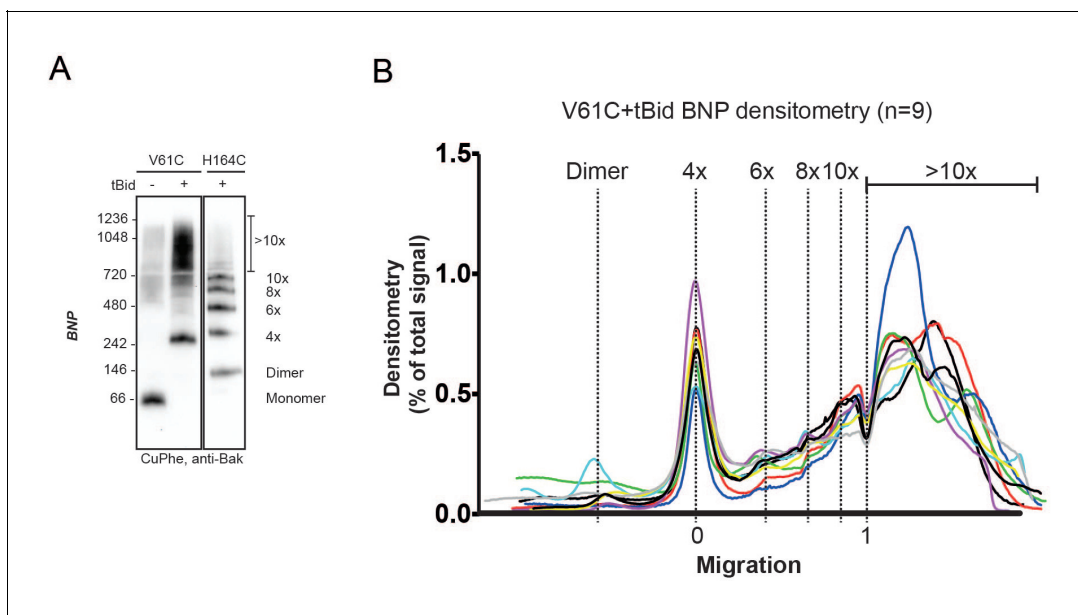 A
V61C H164C
tBid - + +
BNP
1236 -
1048 -
720 -
480 -
242 -
146 -
66 -
>10x
10x
8x
6x
4x
Dimer
Monomer
CuPhe, anti-Bak
B
V61C+tBid BNP densitometry (n=9)
Densitometry
(% of total signal)
1.5
1.0
0.5
0.0
Dimer 4x 6x 8x 10x >10x
0 1
Migration